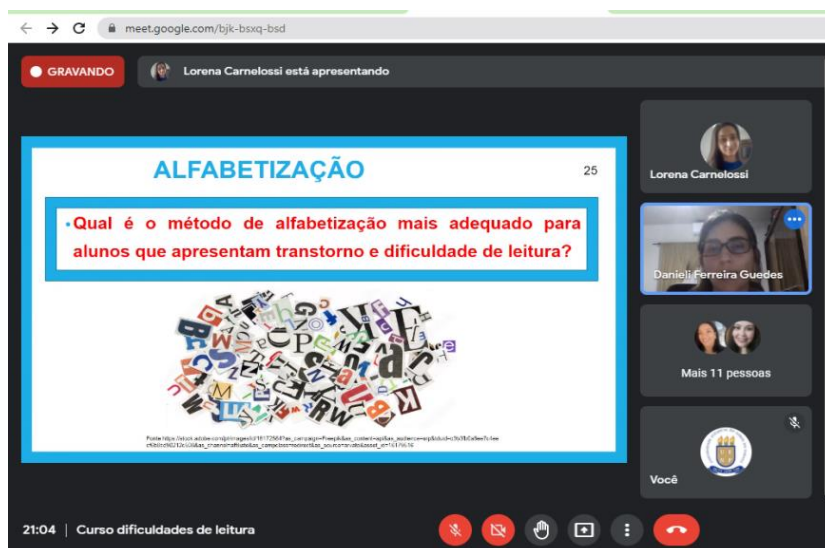 meet.google.com/bjk-bsxq-bsd
GRAVANDO
Lorena Carnelossi está apresentando
ALFABETIZAÇÃO
25
•Qual é o método de alfabetização mais adequado para
alunos que apresentam transtorno e dificuldade de leitura?
Lorena Carnelossi
Danieli Ferreira Guedes
Mais 11 pessoas
Você
21:04 | Curso dificuldades de leitura